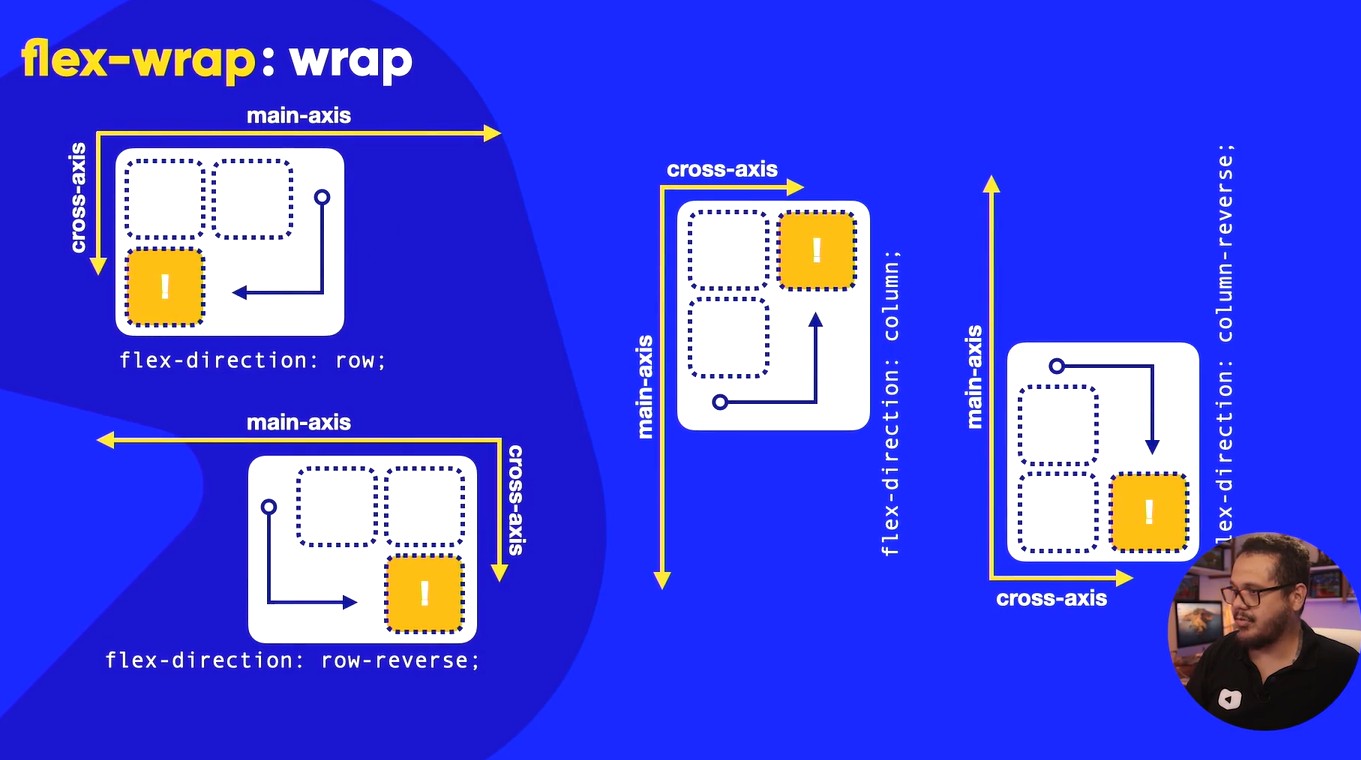 flex-wrap: wrap
main-axis
cross-axis
!
flex-direction: row;
main-axis
cross-axis
!
flex-direction: row-reverse;
cross-axis
main-axis
!
flex-direction: column;
main-axis
cross-axis
!
flex-direction: column-reverse;